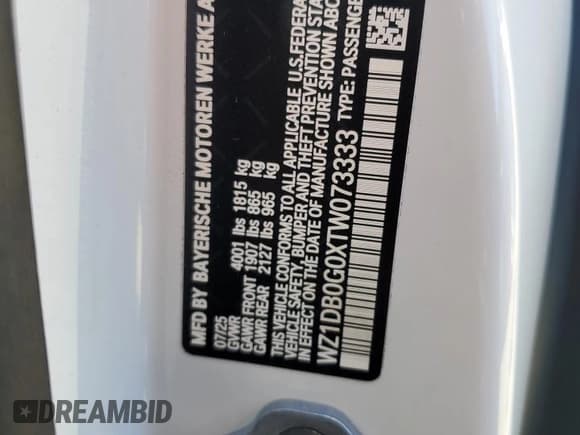 MFD BY BAYERISCHE MOTOREN WERKE A
07/25
GVWR 4001 lbs 1815 kg
GAWR FRONT 1907 lbs 865 kg
GAWR REAR 2127 lbs 965 kg
THIS VEHICLE CONFORMS TO ALL APPLICABLE U.S. FEDERA
VEHICLE SAFETY, BUMPER AND THEFT PREVENTION STA
IN EFFECT ON THE DATE OF MANUFACTURE SHOWN ABO
WZ1DB0G0XTW073333 TYPE: PASSENGE
DREAMBID